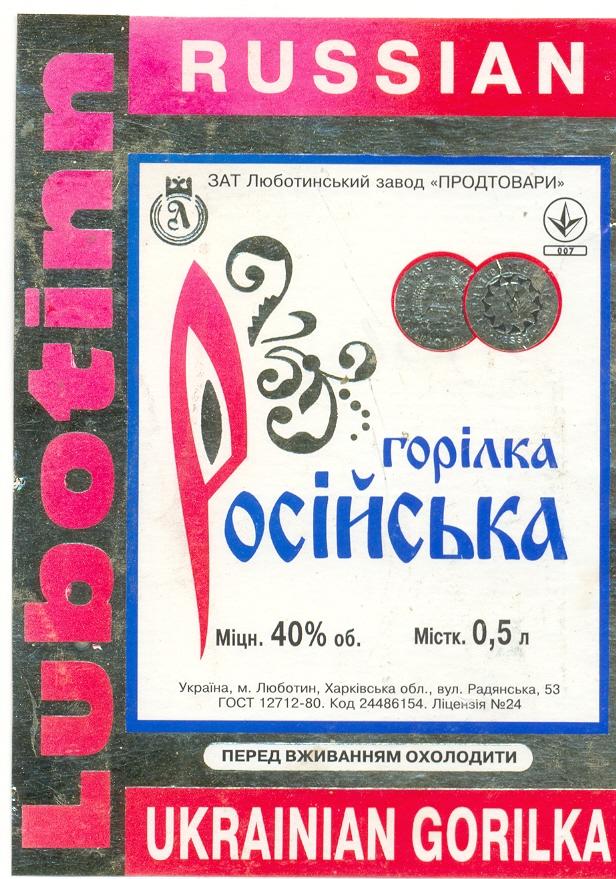 RUSSIAN
Lubotinn
ЗАТ Люботинський завод «ПРОДТОВАРИ»
Л
007
горілка
Російська
Міцн. 40% об.
Містк. 0,5 л
Україна, м. Люботин, Харківська обл., вул. Радянська, 53
ГОСТ 12712-80. Код 24486154. Ліцензія №24
ПЕРЕД ВЖИВАННЯМ ОХОЛОДИТИ
UKRAINIAN GORILKA